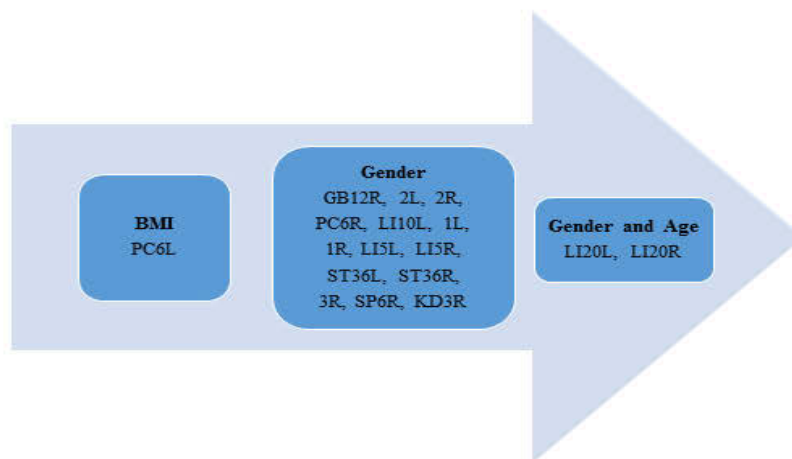 BMI
PC6L
Gender
GB12R, 2L, 2R,
PC6R, LI10L, 1L,
1R, LI5L, LI5R,
ST36L, ST36R,
3R, SP6R, KD3R
Gender and Age
LI20L, LI20R